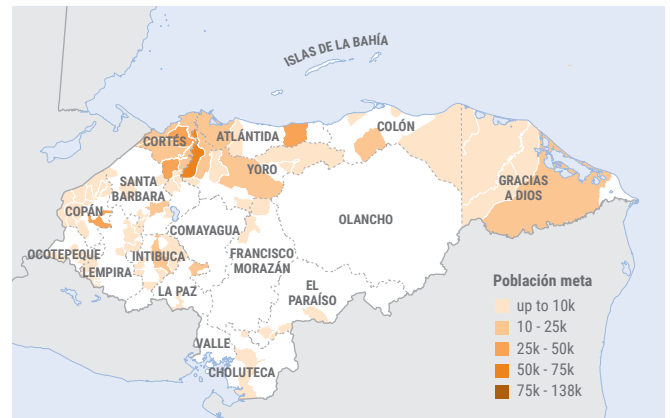 ISLAS DE LA BAHÍA
COLÓN
ATLÁNTIDA
CORTÉS
YORO
SANTA
BARBARA
GRACIAS
A DIOS
COPÁN
OLANCHO
COMAYAGUA
OCOTEPEQUE
INTIBUCA
FRANCISCO
MORAZÁN
LEMPIRA
LA PAZ
EL
PARAÍSO
VALLE
CHOLUTECA
Población meta
up to 10k
10 - 25k
25k - 50k
50k - 75k
75k - 138k